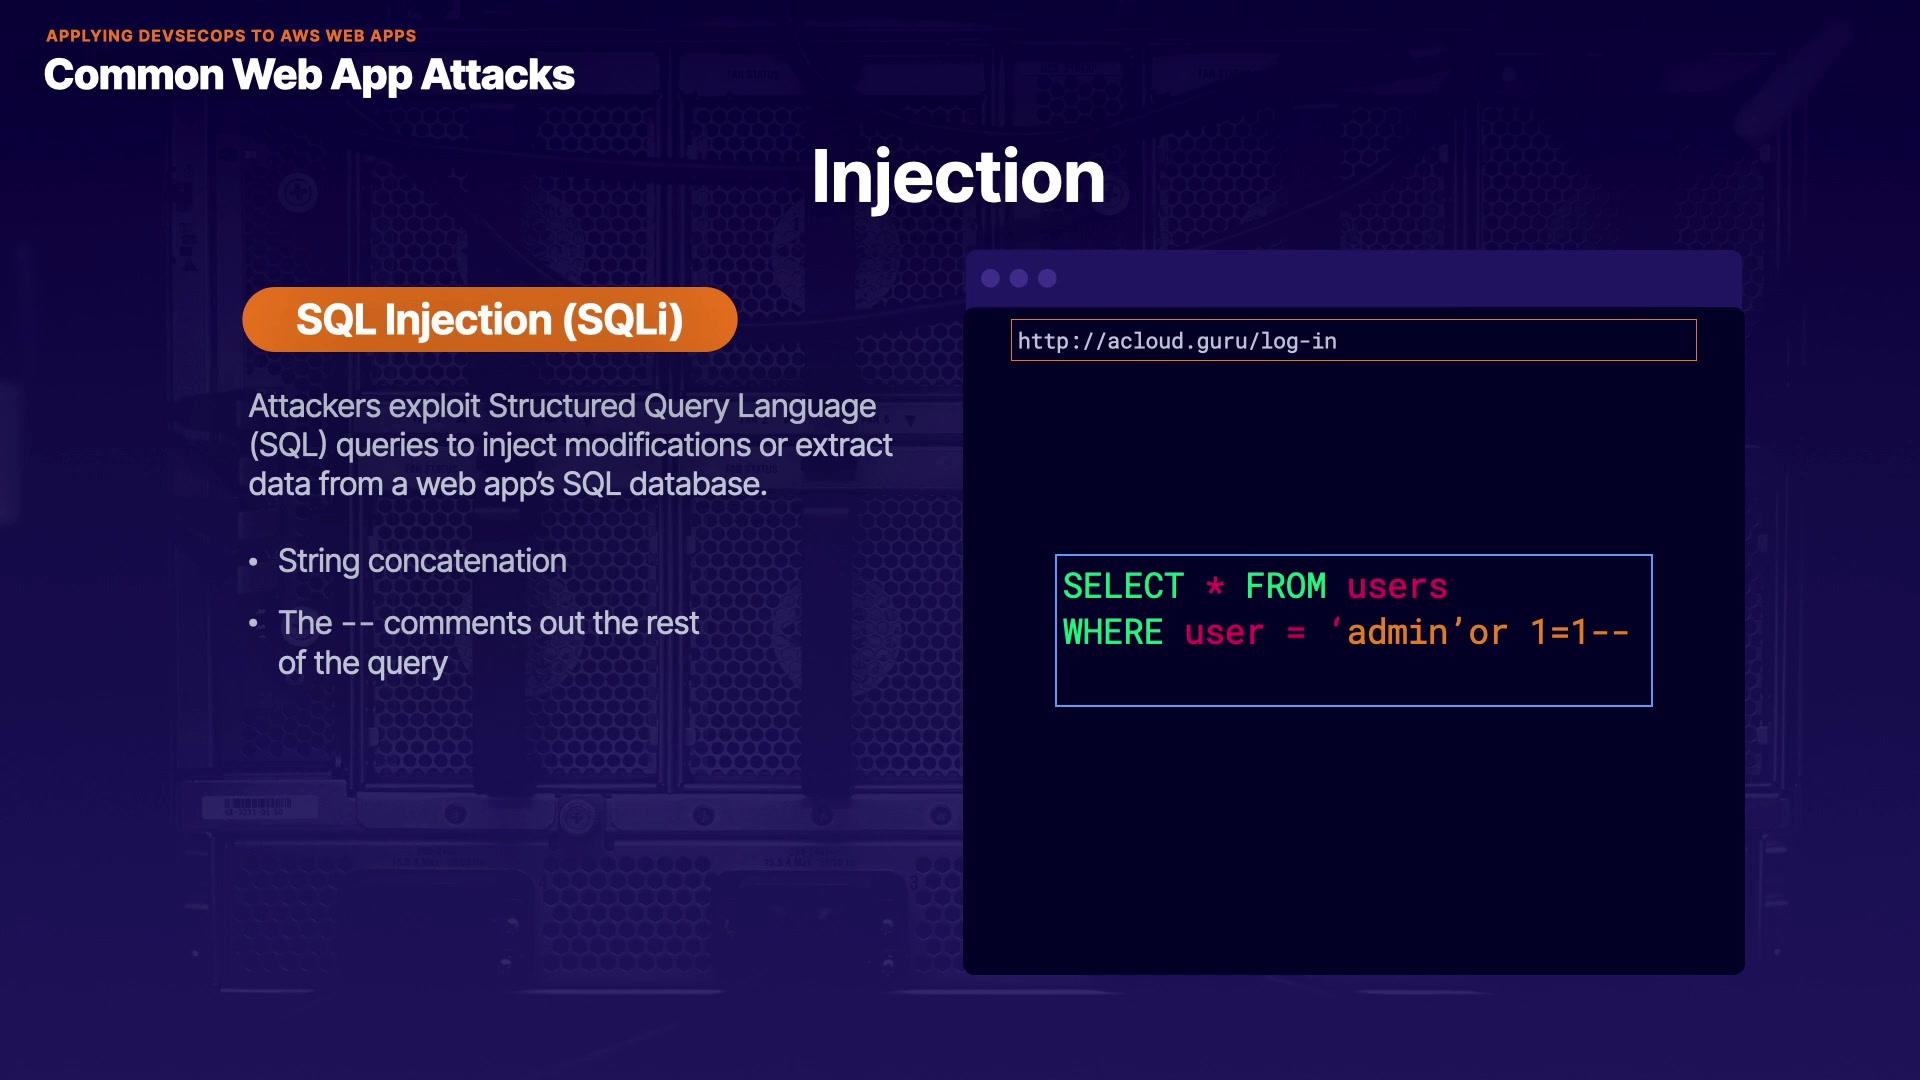 APPLYING DEVSECOPS TO AWS WEB APPS
Common Web App Attacks
Injection
SQL Injection (SQLi)
Attackers exploit Structured Query Language
(SQL) queries to inject modifications or extract
data from a web app’s SQL database.
• String concatenation
• The -- comments out the rest
of the query
http://acloud.guru/log-in
SELECT * FROM users
WHERE user = ‘admin’or 1=1--